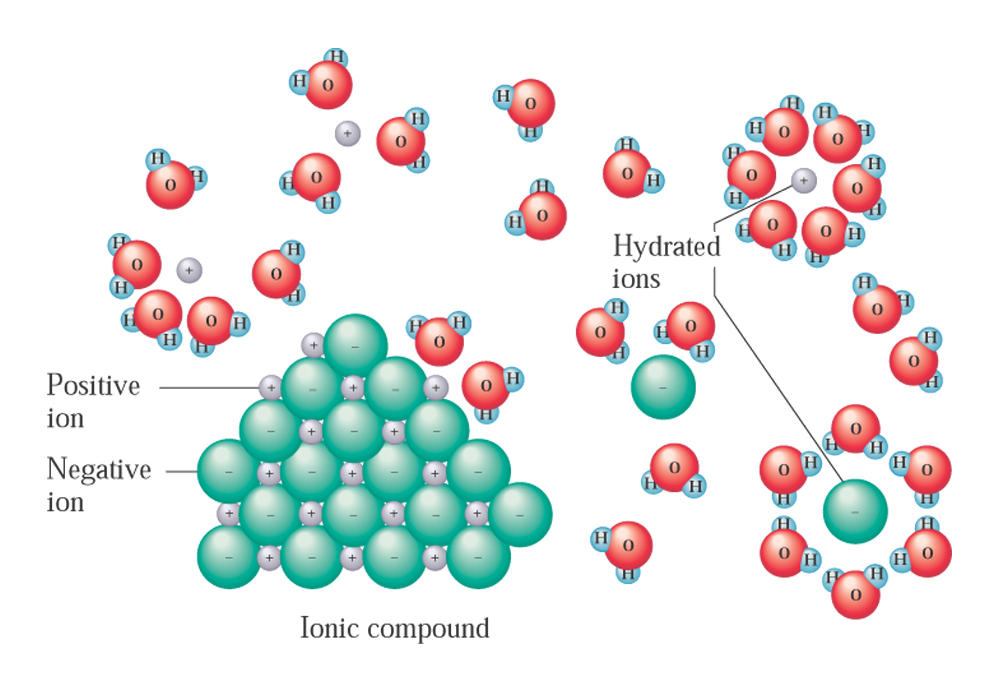 H
H O
+
H
O
H
O
H
H
H
O
H
H
O
H
H
O
H
H
O
H
H
+
H
O
H
H
O
H
O
H
H
H
O
H
H O
H
H
H O
H
O H
H
H O
H
O H
H
O
H
H
O
H
O
H
H
O
H
H
O H
H
+
Hydrated
ions
H
O
H
H
O
H
H
O
H
H
O
H
−
H
O
H
H
O
H
H O
H
+ −
+ − + − +
− + − + −
− + − + − + −
+ − + − + − + −
− + − + − + −
Positive
ion
Negative
ion
O
H H
O H
H
H O
H
−
H
O H
H
H O
H H
O
H O
H
Ionic compound